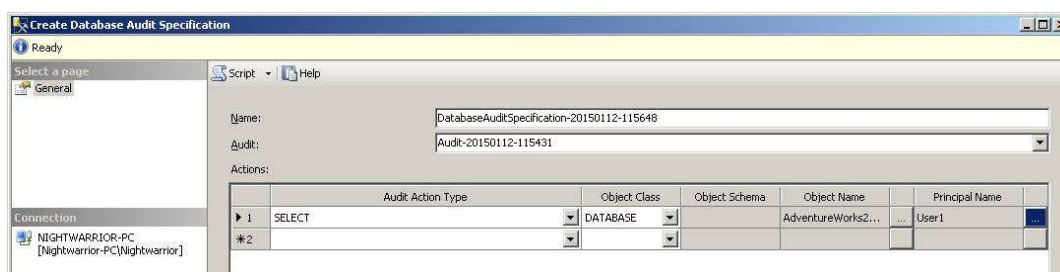 Create Database Audit Specification
Ready
Select a page
General
Script Help
Name: DatabaseAuditSpecification-20150112-115648
Audit: Audit-20150112-115431
Actions:
Audit Action Type Object Class Object Schema Object Name Principal Name
1 SELECT DATABASE AdventureWorks2... ... User1 ...
*2
Connection
NIGHTWARRIOR-PC
[Nightwarrior-PC\Nightwarrior]